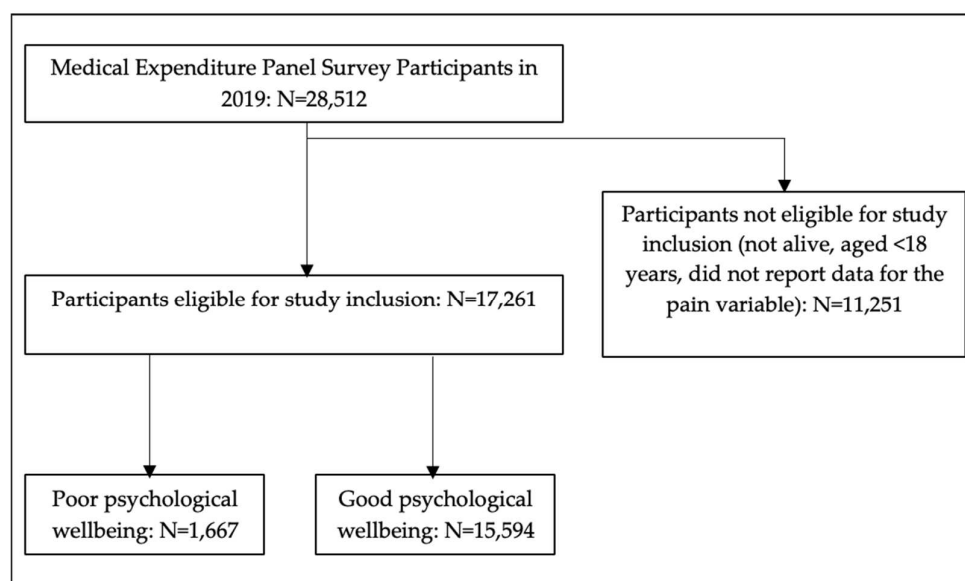 Medical Expenditure Panel Survey Participants in
2019: N=28,512
Participants not eligible for study
inclusion (not alive, aged <18
years, did not report data for the
pain variable): N=11,251
Participants eligible for study inclusion: N=17,261
Poor psychological
wellbeing: N=1,667
Good psychological
wellbeing: N=15,594